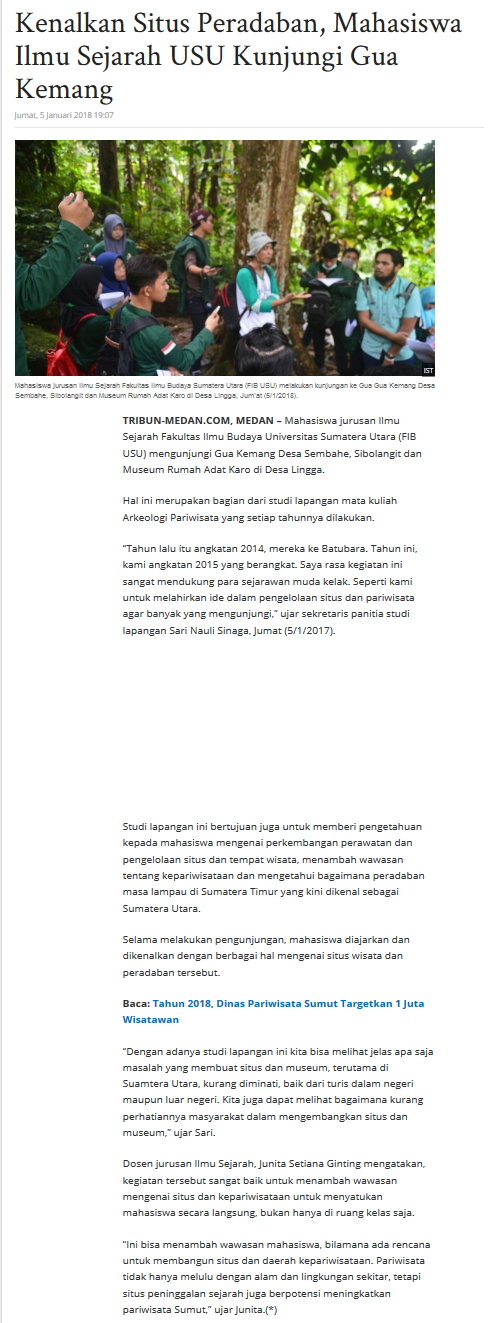 Kenalkan Situs Peradaban, Mahasiswa
Ilmu Sejarah USU Kunjungi Gua
Kemang
Jumat, 5 Januari 2018 19:07
IST
Mahasiswa jurusan Ilmu Sejarah Fakultas Ilmu Budaya Sumatera Utara (FIB USU) melakukan kunjungan ke Gua Gua Kemang Desa
Sembahe, Sibolangit dan Museum Rumah Adat Karo di Desa Lingga, Jum'at (5/1/2018).
TRIBUN-MEDAN.COM, MEDAN – Mahasiswa jurusan Ilmu
Sejarah Fakultas Ilmu Budaya Universitas Sumatera Utara (FIB
USU) mengunjungi Gua Kemang Desa Sembahe, Sibolangit dan
Museum Rumah Adat Karo di Desa Lingga.
Hal ini merupakan bagian dari studi lapangan mata kuliah
Arkeologi Pariwisata yang setiap tahunnya dilakukan.
“Tahun lalu itu angkatan 2014, mereka ke Batubara. Tahun ini,
kami angkatan 2015 yang berangkat. Saya rasa kegiatan ini
sangat mendukung para sejarawan muda kelak. Seperti kami
untuk melahirkan ide dalam pengelolaan situs dan pariwisata
agar banyak yang mengunjungi,” ujar sekretaris panitia studi
lapangan Sari Nauli Sinaga, Jumat (5/1/2017).
Studi lapangan ini bertujuan juga untuk memberi pengetahuan
kepada mahasiswa mengenai perkembangan perawatan dan
pengelolaan situs dan tempat wisata, menambah wawasan
tentang kepariwisataan dan mengetahui bagaimana peradaban
masa lampau di Sumatera Timur yang kini dikenal sebagai
Sumatera Utara.
Selama melakukan pengunjungan, mahasiswa diajarkan dan
dikenalkan dengan berbagai hal mengenai situs wisata dan
peradaban tersebut.
Baca: Tahun 2018, Dinas Pariwisata Sumut Targetkan 1 Juta
Wisatawan
“Dengan adanya studi lapangan ini kita bisa melihat jelas apa saja
masalah yang membuat situs dan museum, terutama di
Suamtera Utara, kurang diminati, baik dari turis dalam negeri
maupun luar negeri. Kita juga dapat melihat bagaimana kurang
perhatiannya masyarakat dalam mengembangkan situs dan
museum,” ujar Sari.
Dosen jurusan Ilmu Sejarah, Junita Setiana Ginting mengatakan,
kegiatan tersebut sangat baik untuk menambah wawasan
mengenai situs dan kepariwisataan untuk menyatukan
mahasiswa secara langsung, bukan hanya di ruang kelas saja.
“Ini bisa menambah wawasan mahasiswa, bilamana ada rencana
untuk membangun situs dan daerah kepariwisataan. Pariwisata
tidak hanya melulu dengan alam dan lingkungan sekitar, tetapi
situs peninggalan sejarah juga berpotensi meningkatkan
pariwisata Sumut,” ujar Junita.(*)